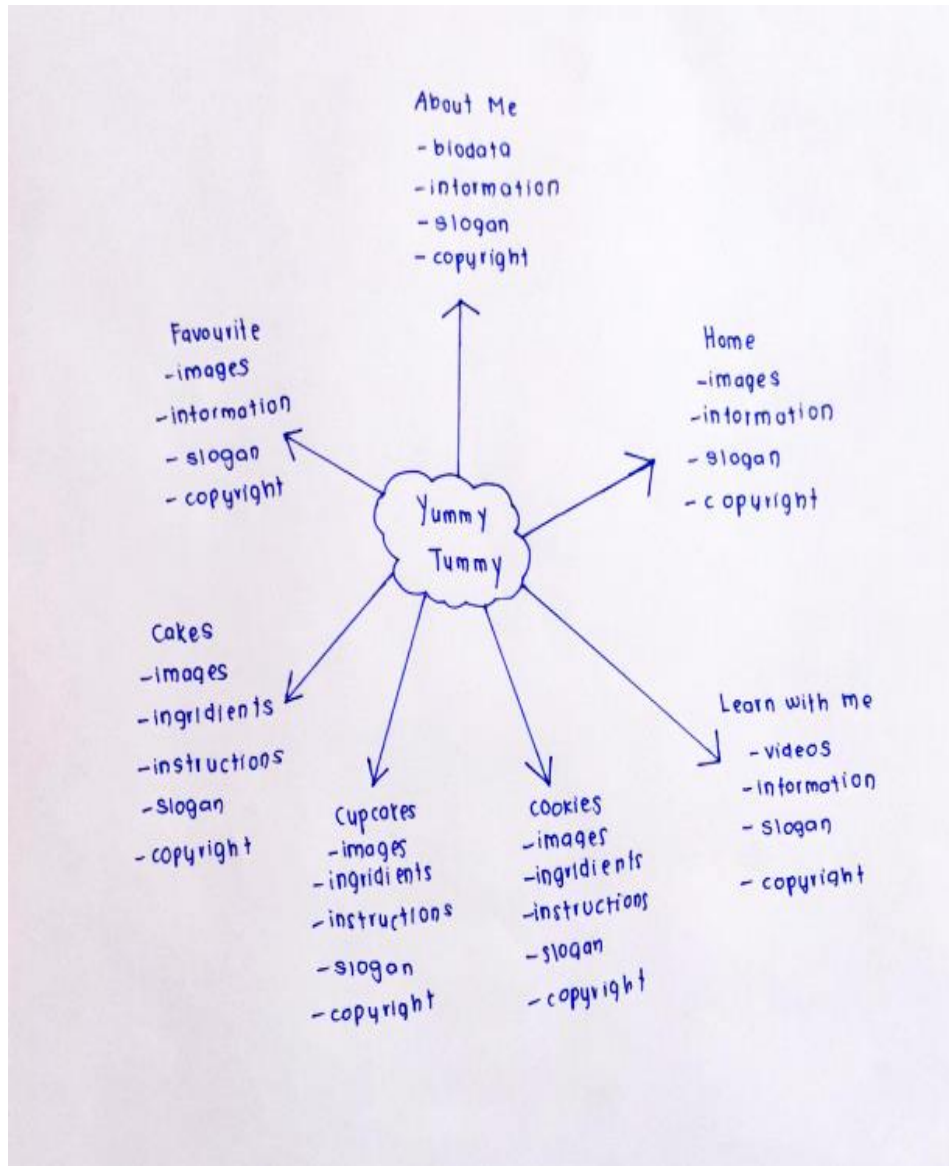 About Me
- biodata
- information
- slogan
- copyright
Favourite
- images
- information
- slogan
- copyright
Home
- images
- information
- slogan
- copyright
Yummy
Tummy
Cakes
- images
- ingridients
- instructions
- slogan
- copyright
Cupcakes
- images
- ingridients
- instructions
- slogan
- copyright
cookies
- images
- ingridients
- instructions
- slogan
- copyright
Learn with me
- videos
- information
- slogan
- copyright